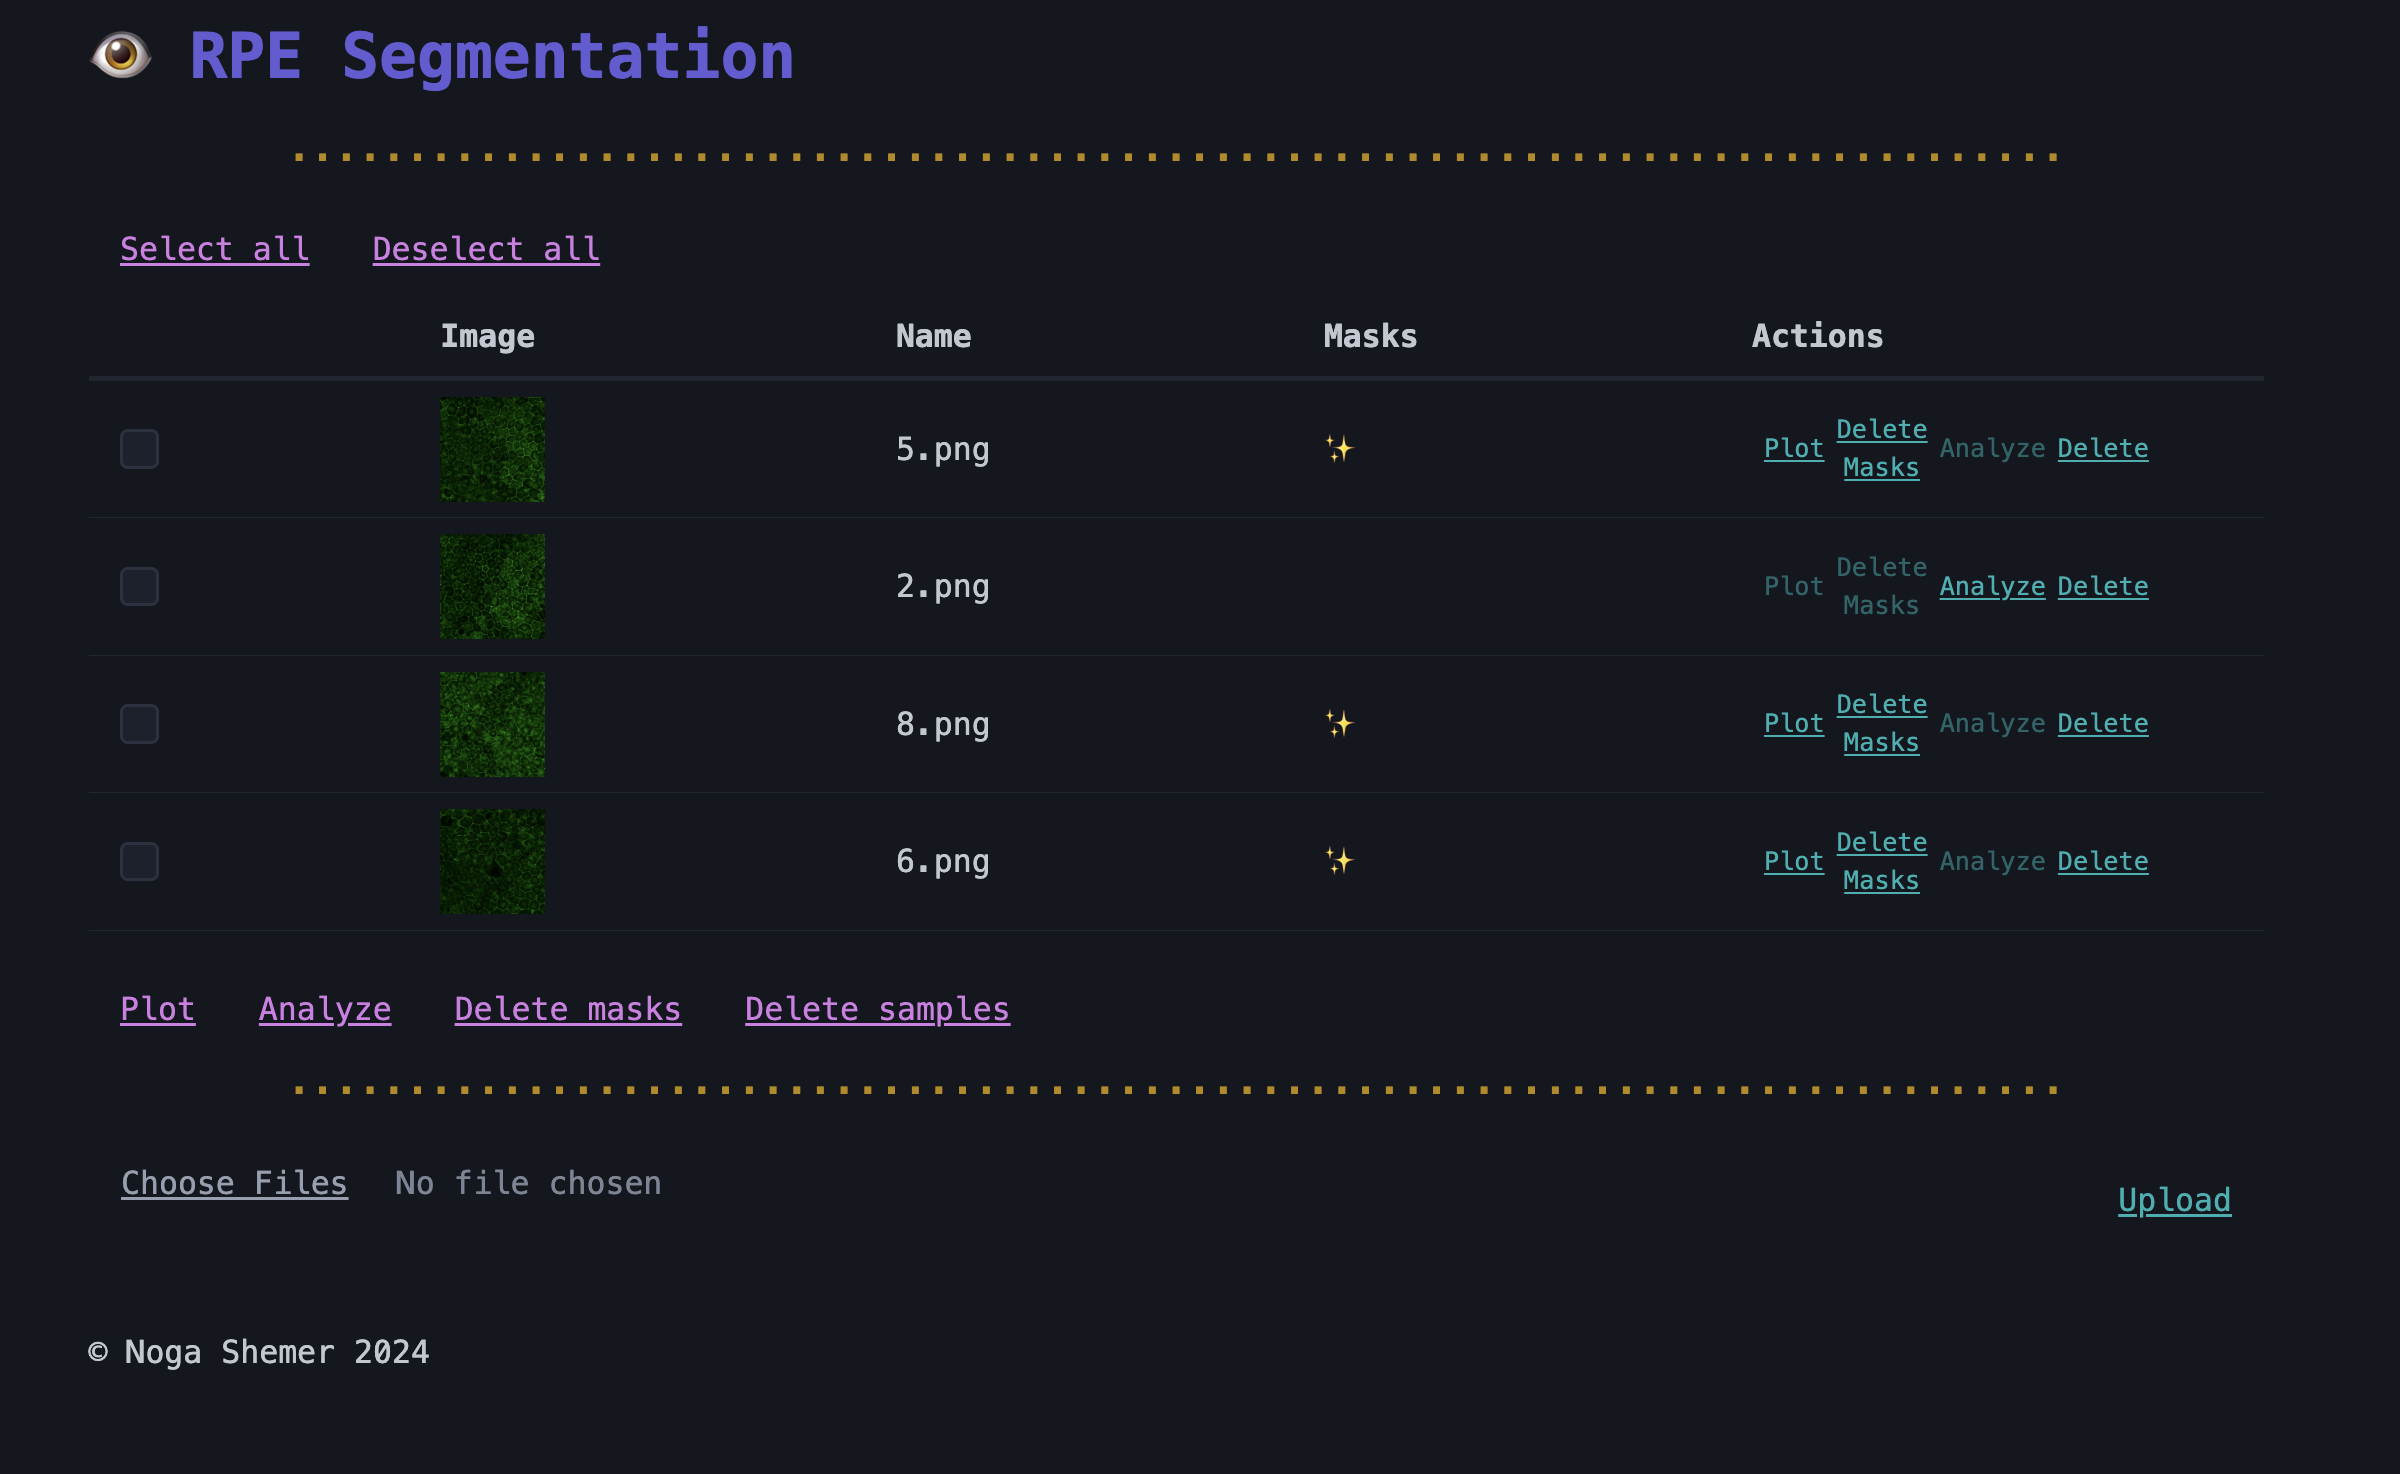 👁️ RPE Segmentation
Select all Deselect all
Image Name Masks Actions
5.png ✨ Plot Delete Masks Analyze Delete
2.png Plot Delete Masks Analyze Delete
8.png ✨ Plot Delete Masks Analyze Delete
6.png ✨ Plot Delete Masks Analyze Delete
Plot Analyze Delete masks Delete samples
Choose Files No file chosen
Upload
© Noga Shemer 2024